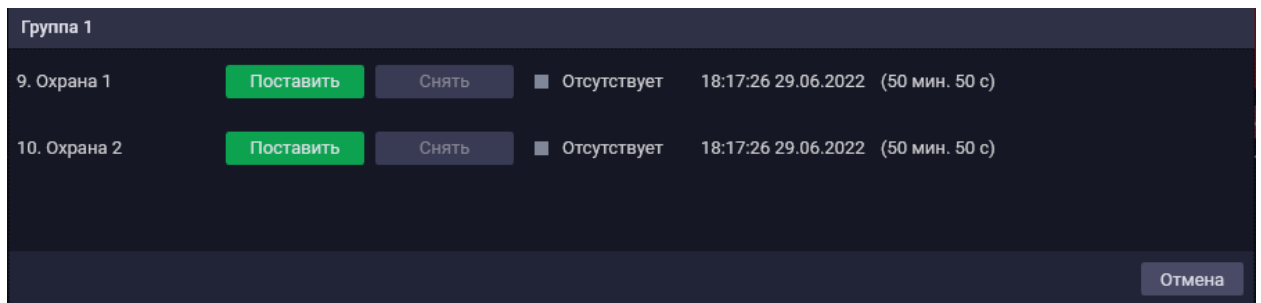 Группа 1
9. Охрана 1 Поставить Снять Отсутствует 18:17:26 29.06.2022 (50 мин. 50 с)
10. Охрана 2 Поставить Снять Отсутствует 18:17:26 29.06.2022 (50 мин. 50 с)
Отмена